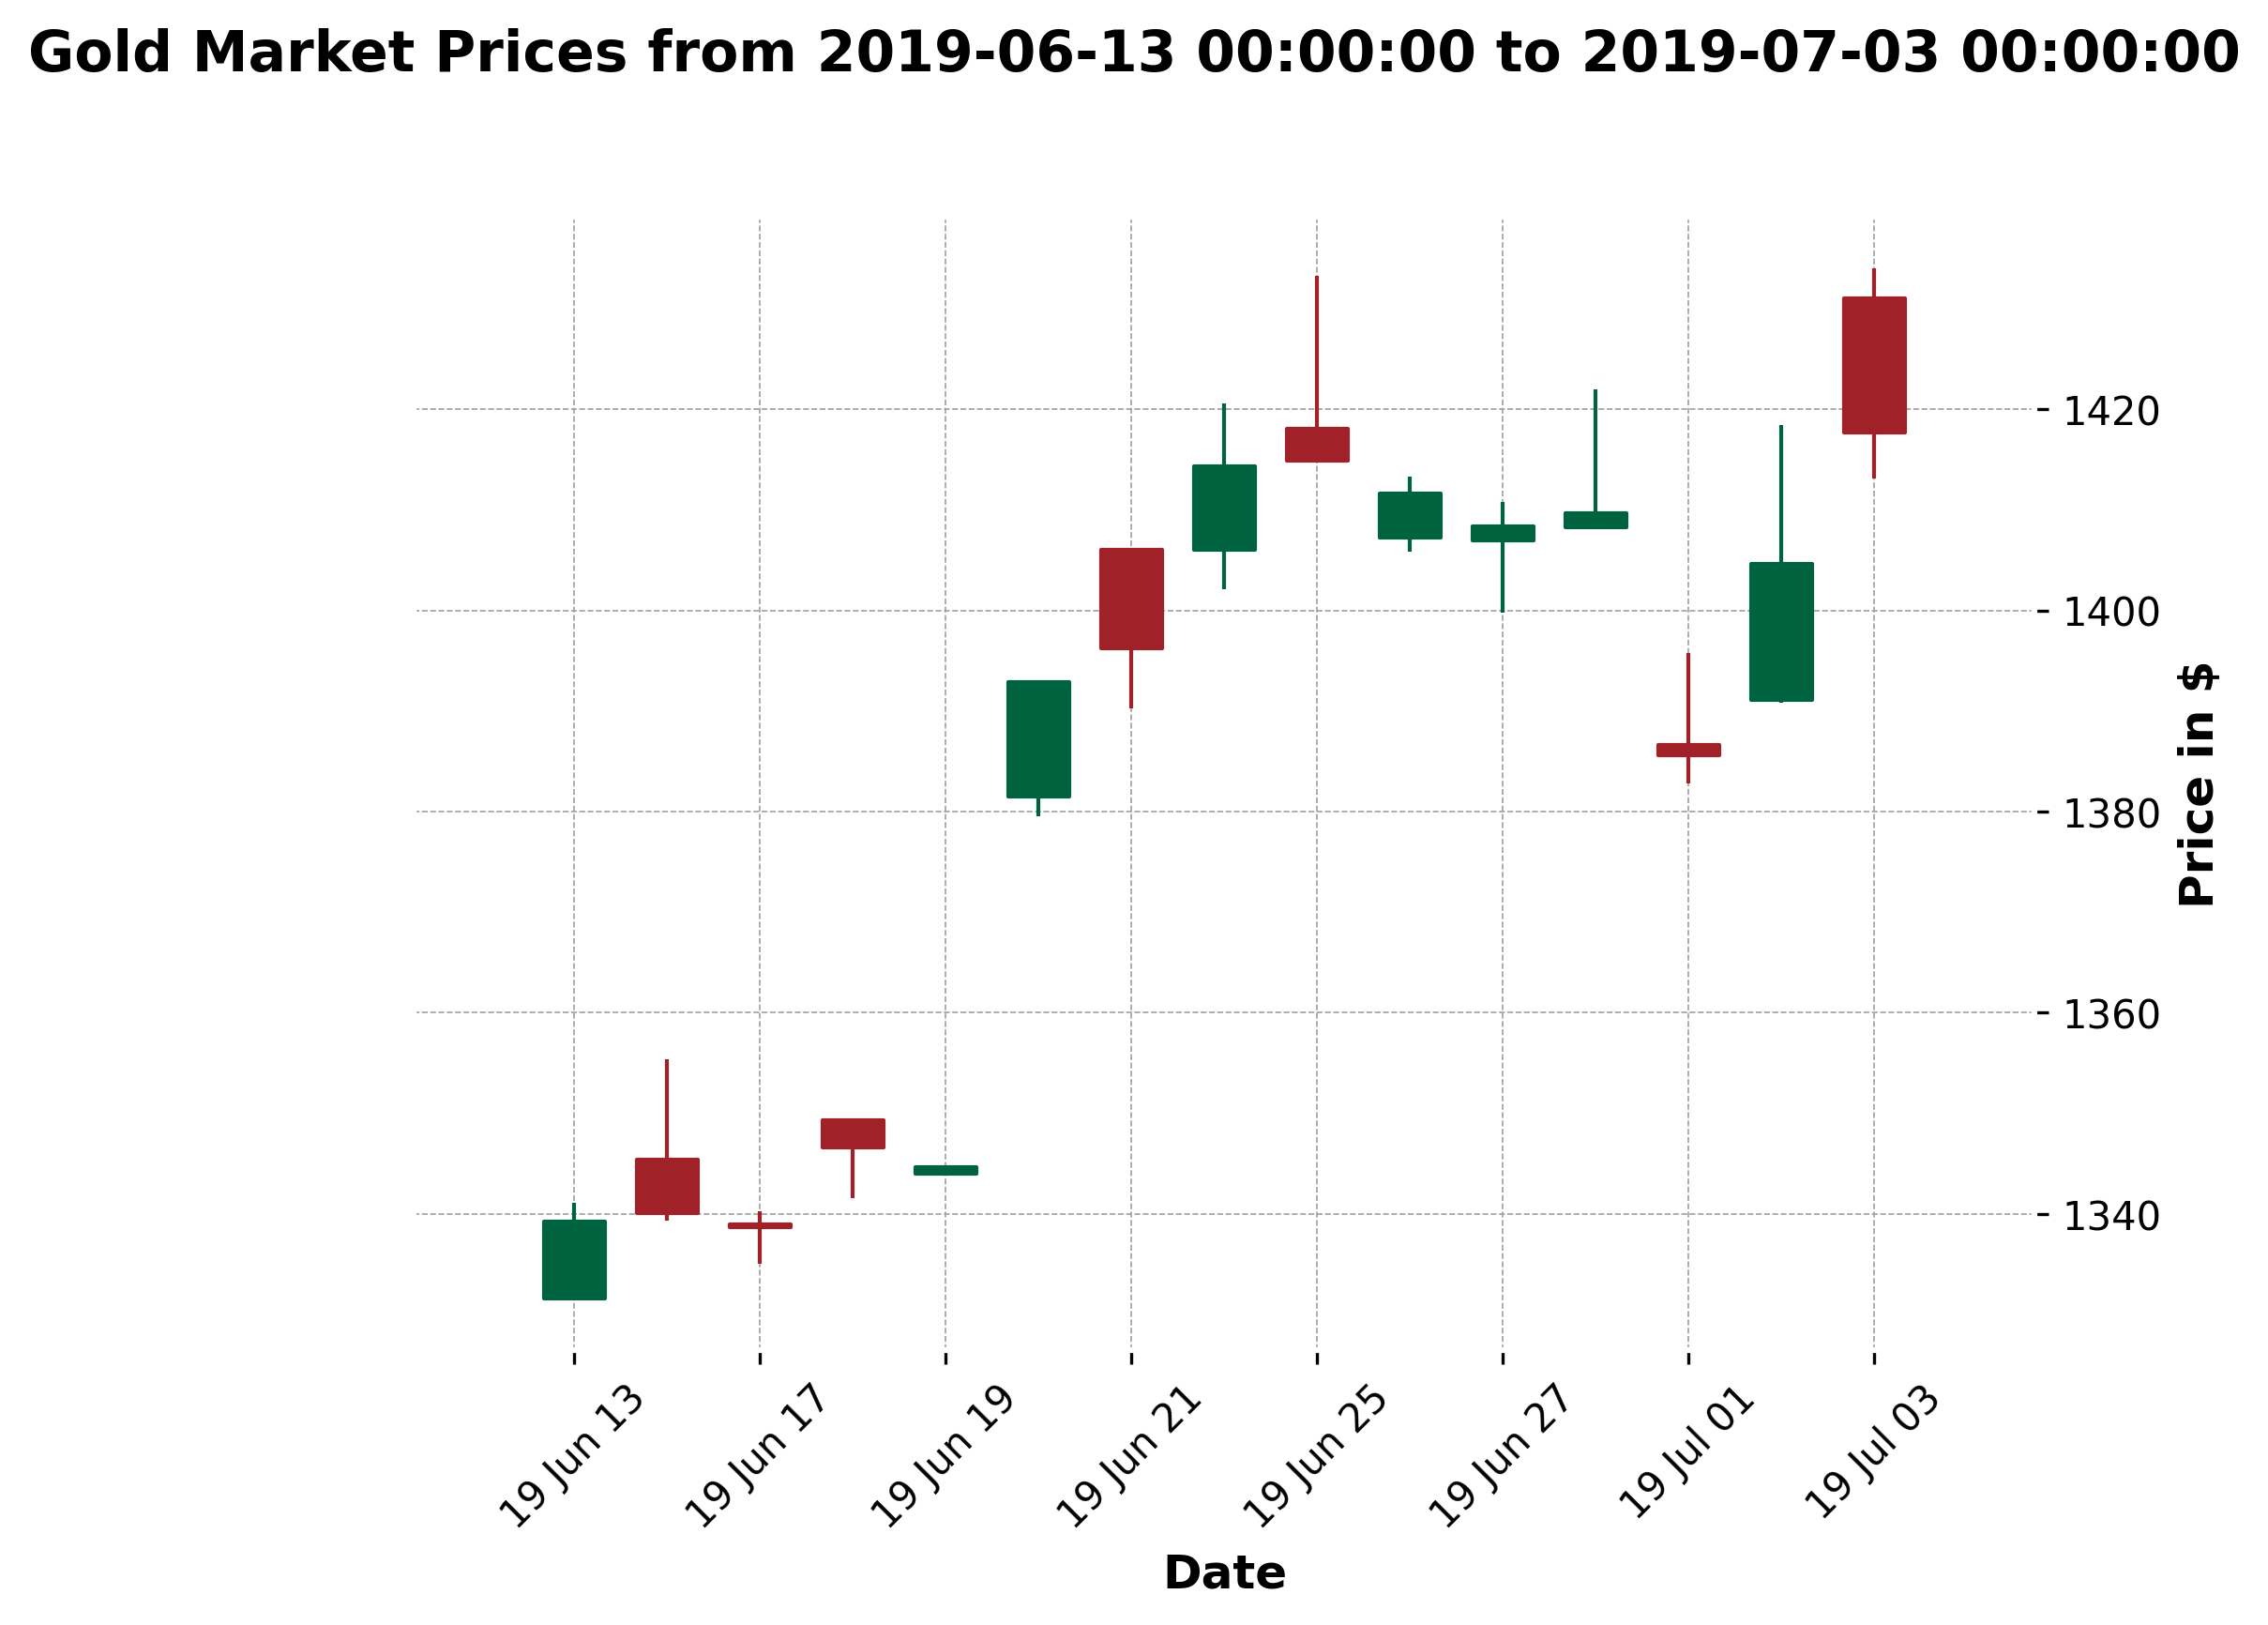 Gold Market Prices from 2019-06-13 00:00:00 to 2019-07-03 00:00:00
1420
1400
1380
1360
1340
Price in $
19 Jun 13
19 Jun 17
19 Jun 19
19 Jun 21
19 Jun 25
19 Jun 27
19 Jul 01
19 Jul 03
Date